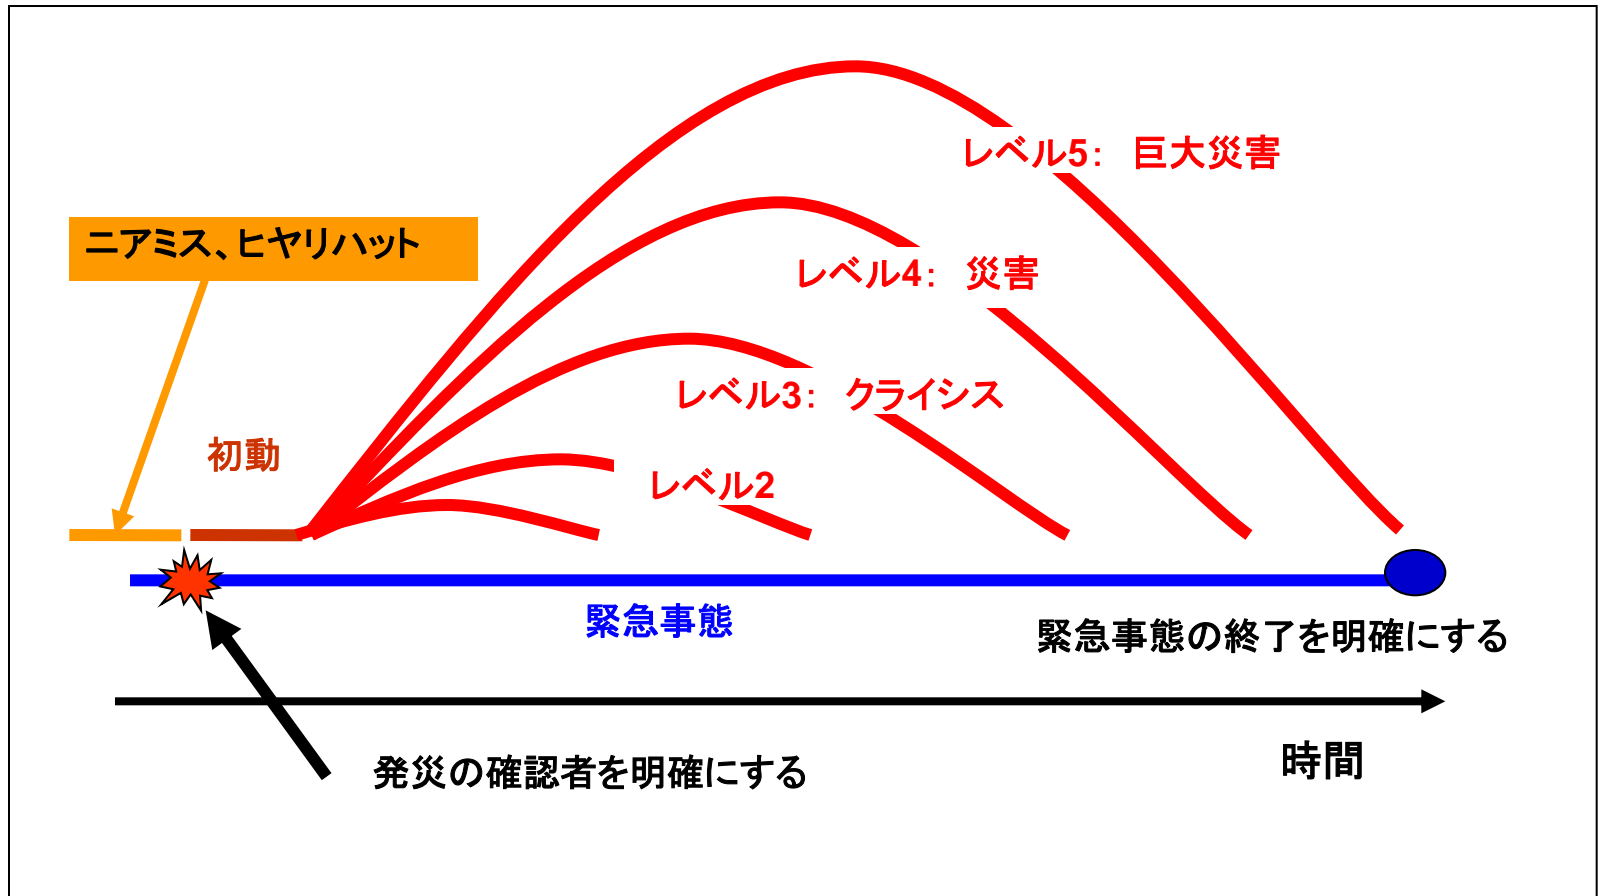 レベル5： 巨大災害
ニアミス、ヒヤリハット
レベル4： 災害
レベル3： クライシス
初動
レベル2
緊急事態
緊急事態の終了を明確にする
時間
発災の確認者を明確にする